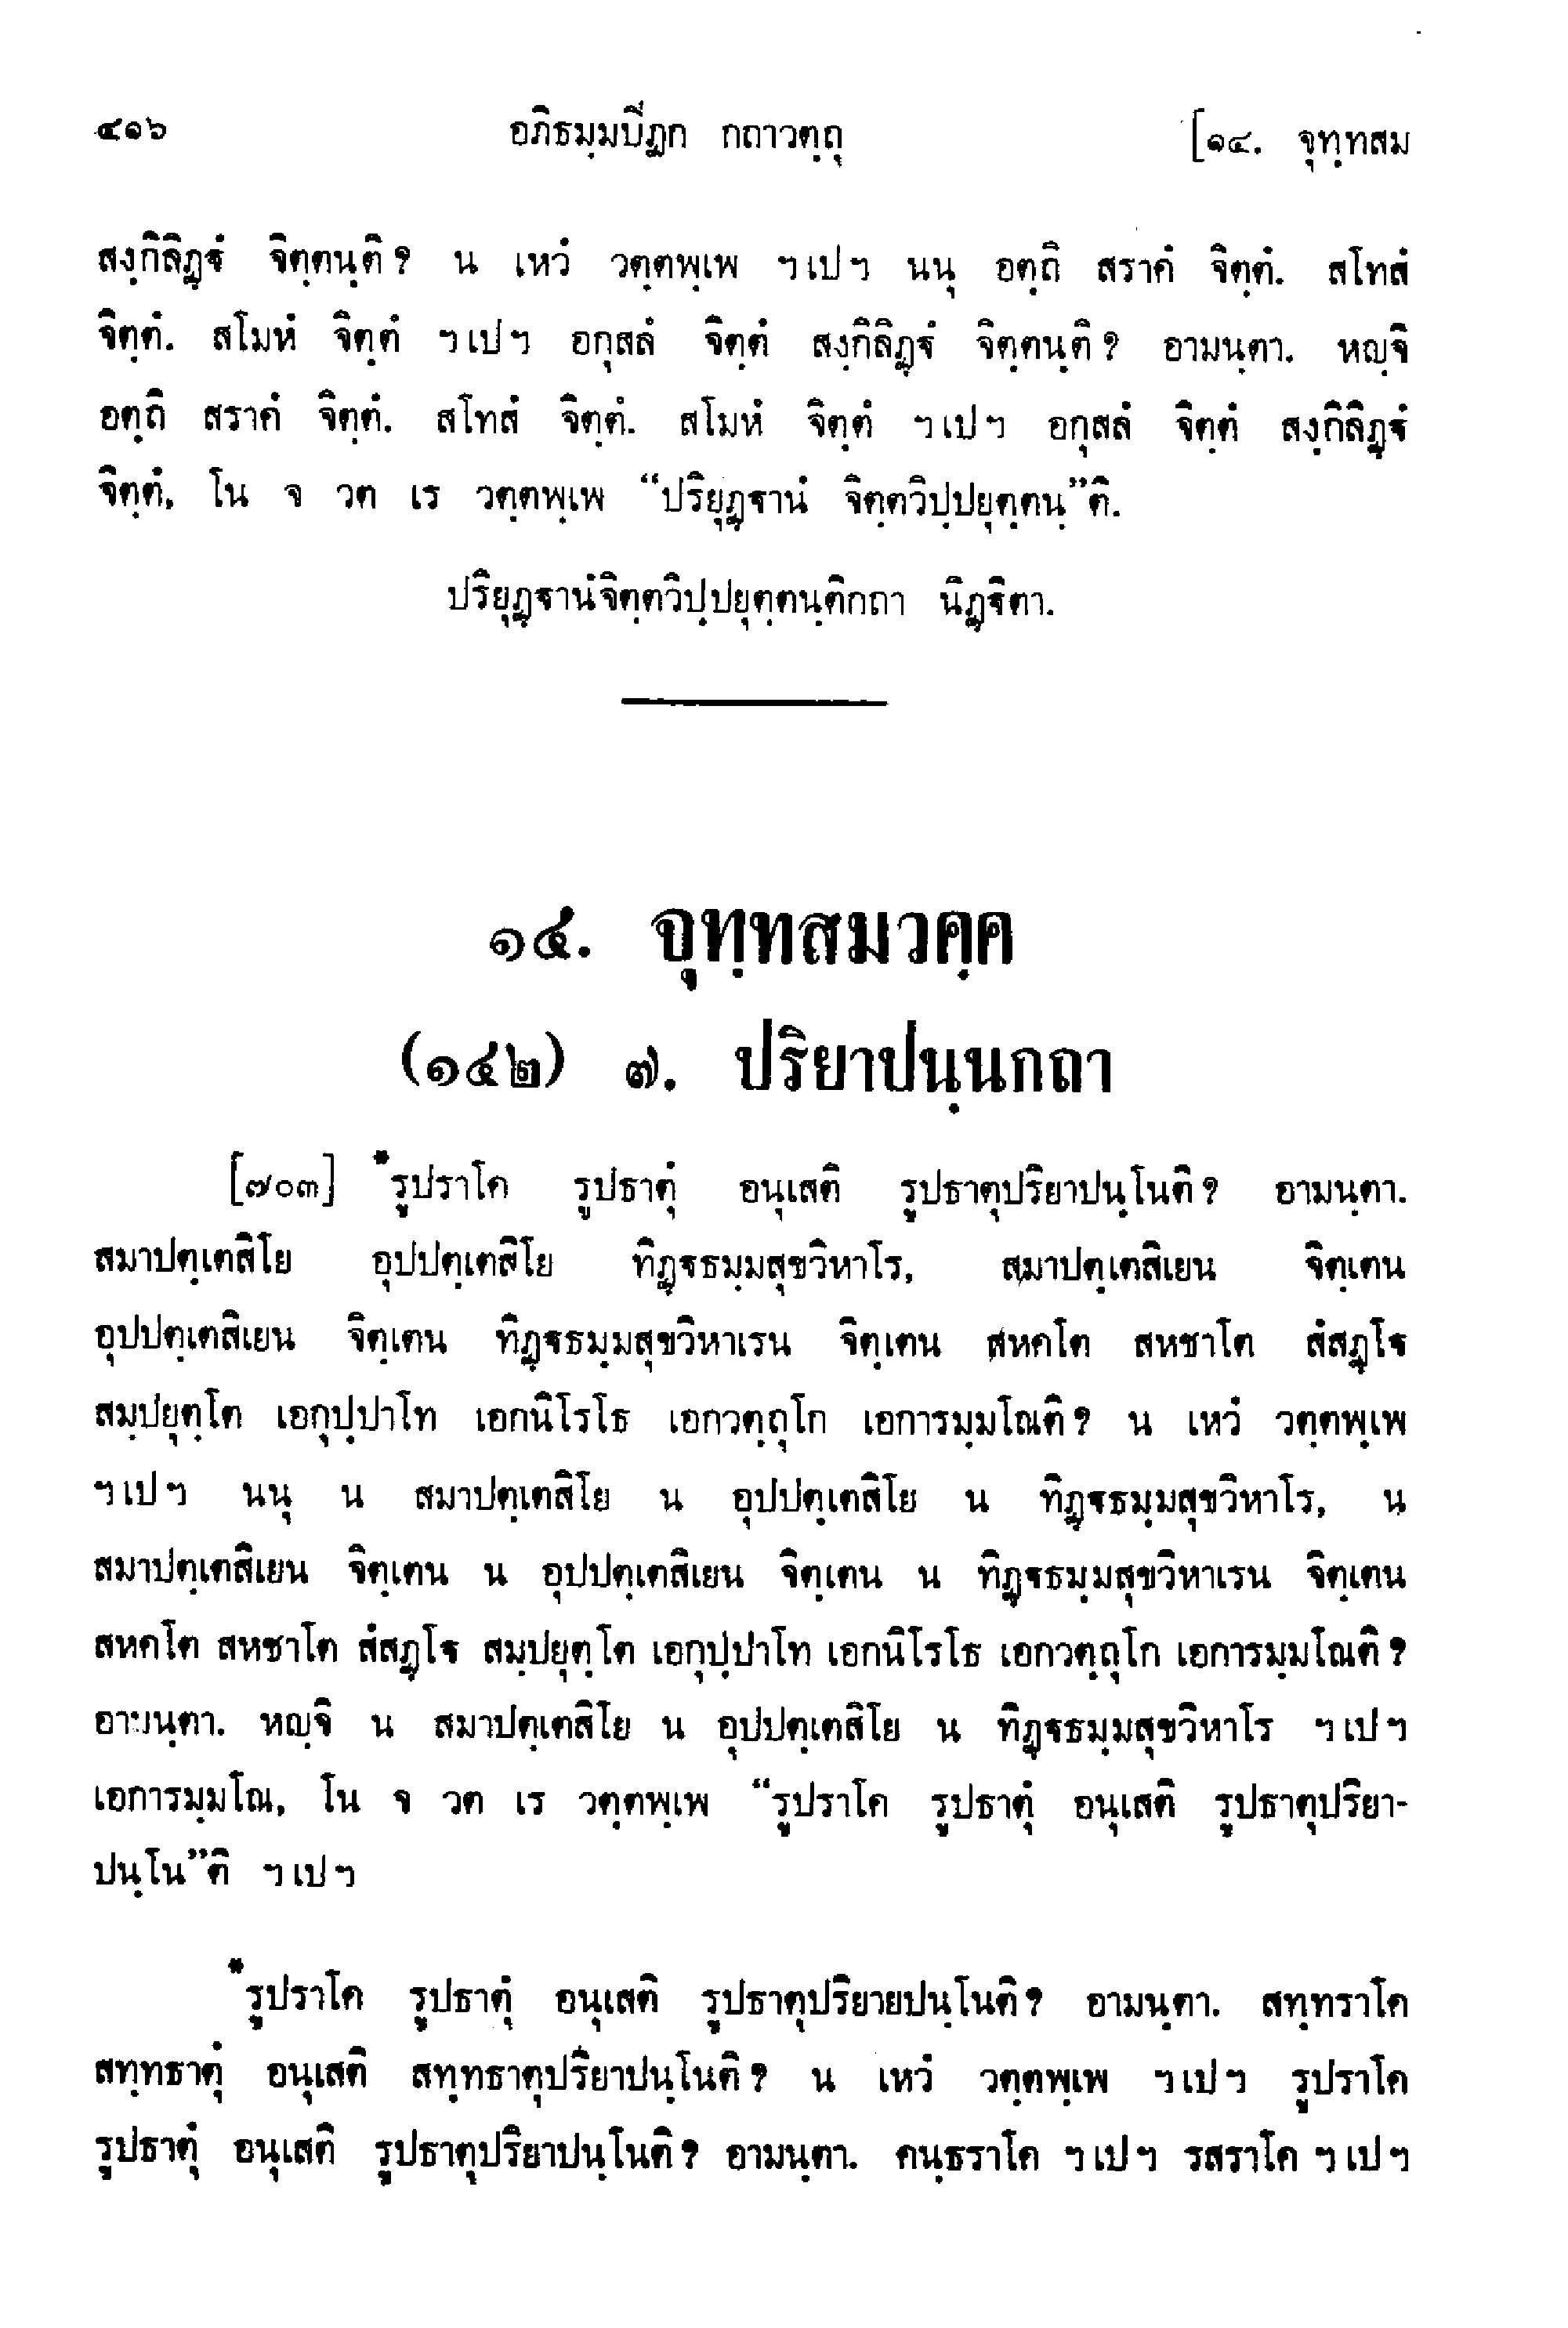 ๔๑๖ อภิธมฺมปิฏก กถาวตฺถุ [๑๔. จุทฺทสม
สงฺกิลิฏฺฐํ จิตฺตนฺติ? น เหวํ วตฺตพฺเพ ฯเปฯ นนุ อตฺถิ สราคํ จิตฺตํ. สโทสํ
จิตฺตํ. สโมหํ จิตฺตํ ฯเปฯ อกุสลํ จิตฺตํ สงฺกิลิฏฺฐํ จิตฺตนฺติ? อามนฺตา. หญฺจิ
อตฺถิ สราคํ จิตฺตํ. สโทสํ จิตฺตํ. สโมหํ จิตฺตํ ฯเปฯ อกุสลํ จิตฺตํ สงฺกิลิฏฺฐํ
จิตฺตํ, โน จ วต เร วตฺตพฺเพ “ปริยุฏฺฐานํ จิตฺตวิปฺปยุตฺตนฺ”ติ.
ปริยุฏฺฐานํจิตฺตวิปฺปยุตฺตนฺติกถา นิฏฺฐิตา.
๑๔. จุทฺทสมวคฺค
(๑๔๒) ๗. ปริยาปนฺนกถา
[๗๐๓] *รูปราโค รูปธาตุํ อนุเสติ รูปธาตุปริยาปนฺโนติ? อามนฺตา.
สมาปตฺเตสิโย อุปปตฺเตสิโย ทิฏฺฐธมฺมสุขวิหาโร, สมาปตฺเตสิเยน จิตฺเตน
อุปปตฺเตสิเยน จิตฺเตน ทิฏฺฐธมฺมสุขวิหาเรน จิตฺเตน สหคโต สหชาโต สํสฏฺโฐ
สมฺปยุตฺโต เอกุปฺปาโท เอกนิโรโธ เอกวตฺถุโก เอการมฺมโณติ? น เหวํ วตฺตพฺเพ
ฯเปฯ นนุ น สมาปตฺเตสิโย น อุปปตฺเตสิโย น ทิฏฺฐธมฺมสุขวิหาโร, น
สมาปตฺเตสิเยน จิตฺเตน น อุปปตฺเตสิเยน จิตฺเตน น ทิฏฺฐธมฺมสุขวิหาเรน จิตฺเตน
สหคโต สหชาโต สํสฏฺโฐ สมฺปยุตฺโต เอกุปฺปาโท เอกนิโรโธ เอกวตฺถุโก เอการมฺมโณติ?
อามนฺตา. หญฺจิ น สมาปตฺเตสิโย น อุปปตฺเตสิโย น ทิฏฺฐธมฺมสุขวิหาโร ฯเปฯ
เอการมฺมโณ, โน จ วต เร วตฺตพฺเพ “รูปราโค รูปธาตุํ อนุเสติ รูปธาตุปริยา-
ปนฺโน”ติ ฯเปฯ
*รูปราโค รูปธาตุํ อนุเสติ รูปธาตุปริยายปนฺโนติ? อามนฺตา. สทฺทราโค
สทฺทธาตุํ อนุเสติ สทฺทธาตุปริยาปนฺโนติ? น เหวํ วตฺตพฺเพ ฯเปฯ รูปราโค
รูปธาตุํ อนุเสติ รูปธาตุปริยาปนฺโนติ? อามนฺตา. คนฺธราโค ฯเปฯ รสราโค ฯเปฯ